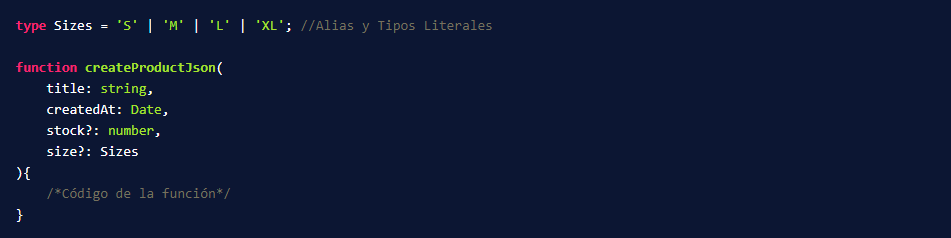 type Sizes = 'S' | 'M' | 'L' | 'XL'; //Alias y Tipos Literales
function createProductJson(
    title: string,
    createdAt: Date,
    stock?: number,
    size?: Sizes
){
    /*Código de la función*/
}